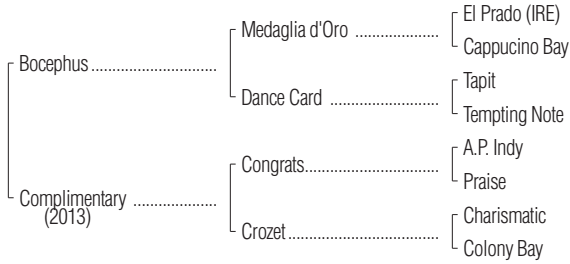 El Prado (IRE)
Medaglia d'Oro ..................
Cappucino Bay
Bocephus...........................
Tapit
Dance Card .......................
Tempting Note
A.P. Indy
Congrats............................
Praise
Complimentary ..................
(2013)
Charismatic
Crozet................................
Colony Bay